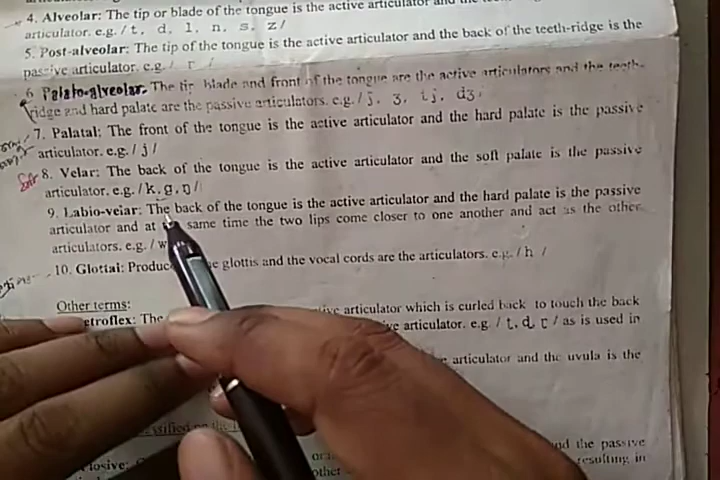 4. Alveolar: The tip or blade of the tongue is the active articulator and the
articulator. e.g. / t, d, l, n, s, z /
5. Post-alveolar: The tip of the tongue is the active articulator and the back of the teeth-ridge is the
passive articulator. e.g. / r /
6 Palato-alveolar. The tip blade and front of the tongue are the active articulators and the teeth-
ridge and hard palate are the passive articulators. e.g. /
7. Palatal: The front of the tongue is the active articulator and the hard palate is the passive
articulator. e.g. / j /
8. Velar: The back of the tongue is the active articulator and the soft palate is the passive
articulator. e.g. / k, g, ŋ /
9. Labio-velar: The back of the tongue is the active articulator and the hard palate is the passive
articulator and at same time the two lips come closer to one another and act as the other
articulators. e.g. / w
10. Glottal: glottis and the vocal cords are the articulators. e.g. / h /
Other terms:
etroflex: The articulator which is curled back to touch the back
articulator. e.g. / as is used in
articulator and the uvula is the
and the passive
losive: other resulting in